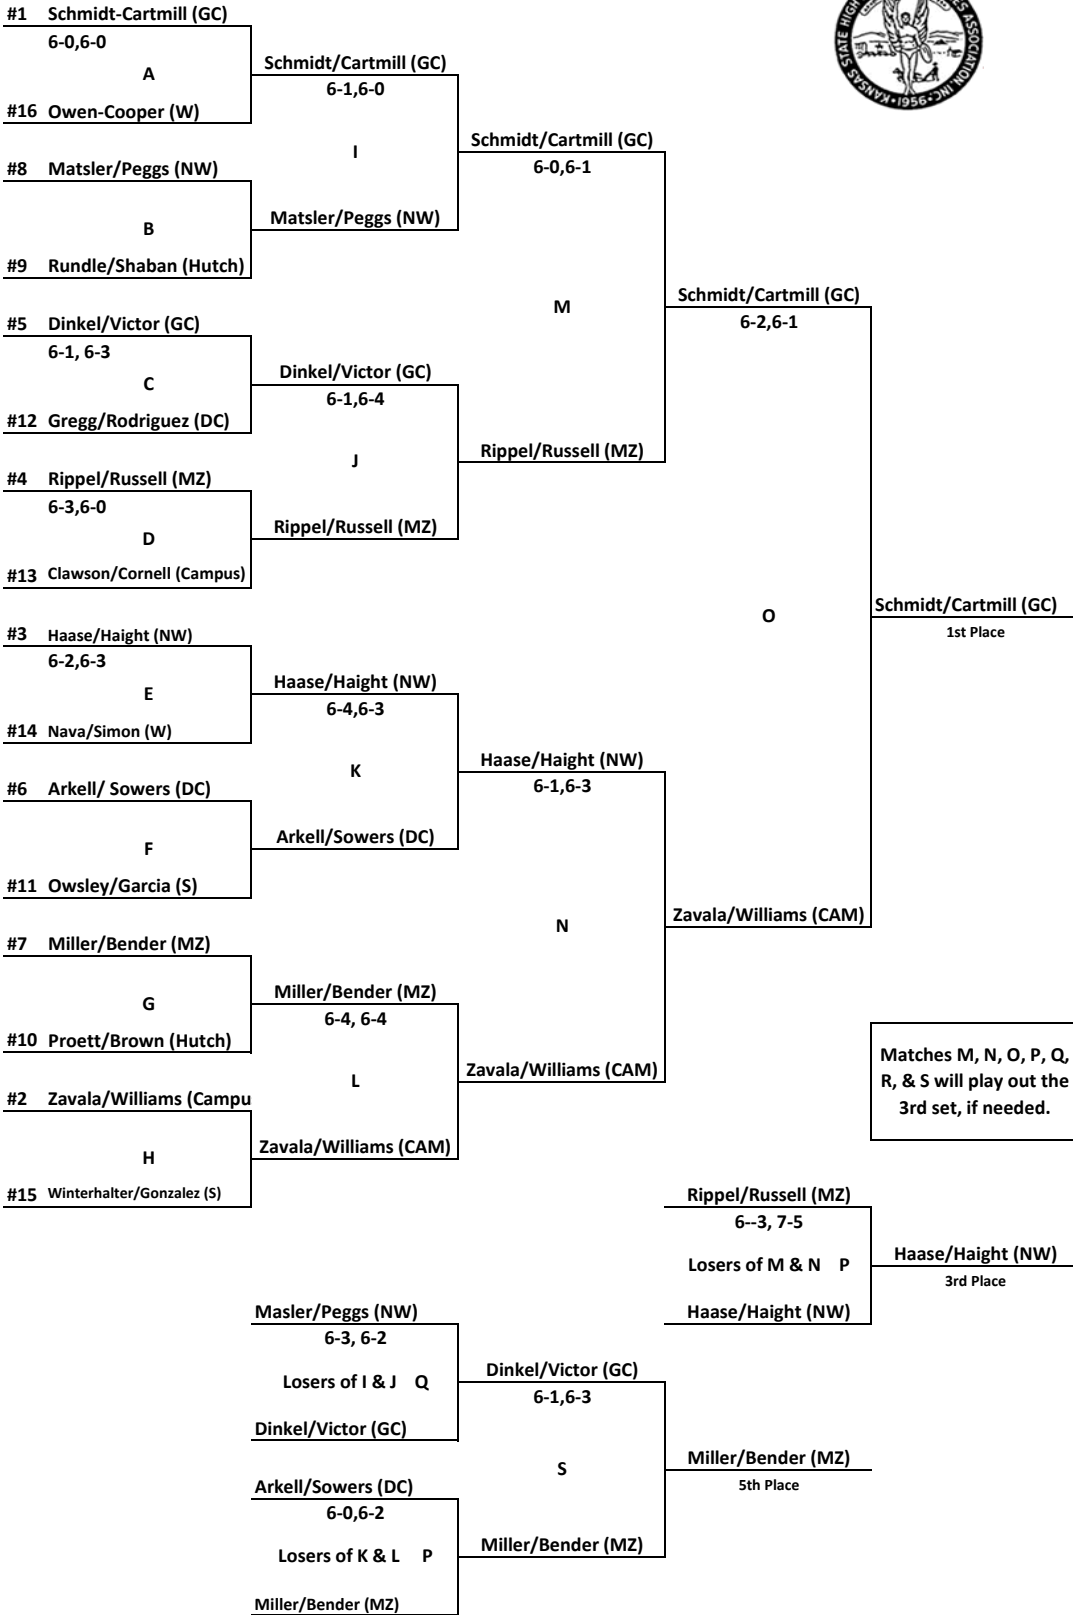 #1 Schmidt-Cartmill (GC)
6-0,6-0
A
#16 Owen-Cooper (W)
Schmidt/Cartmill (GC)
6-1,6-0
I
Matsler/Peggs (NW)
#8 Matsler/Peggs (NW)
B
#9 Rundle/Shaban (Hutch)
Schmidt/Cartmill (GC)
6-0,6-1
M
Rippel/Russell (MZ)
#5 Dinkel/Victor (GC)
6-1, 6-3
C
#12 Gregg/Rodriguez (DC)
Dinkel/Victor (GC)
6-1,6-4
J
Rippel/Russell (MZ)
#4 Rippel/Russell (MZ)
6-3,6-0
D
#13 Clawson/Cornell (Campus)
Schmidt/Cartmill (GC)
6-2,6-1
O
Zavala/Williams (CAM)
Schmidt/Cartmill (GC)
1st Place
#3 Haase/Haight (NW)
6-2,6-3
E
#14 Nava/Simon (W)
Haase/Haight (NW)
6-4,6-3
K
Arkell/Sowers (DC)
#6 Arkell/ Sowers (DC)
F
#11 Owsley/Garcia (S)
Haase/Haight (NW)
6-1,6-3
N
Zavala/Williams (CAM)
#7 Miller/Bender (MZ)
G
#10 Proett/Brown (Hutch)
Miller/Bender (MZ)
6-4, 6-4
L
Zavala/Williams (CAM)
#2 Zavala/Williams (Campu
H
#15 Winterhalter/Gonzalez (S)
Matches M, N, O, P, Q,
R, & S will play out the
3rd set, if needed.
Rippel/Russell (MZ)
6--3, 7-5
Losers of M & N P
Haase/Haight (NW)
Haase/Haight (NW)
3rd Place
Masler/Peggs (NW)
6-3, 6-2
Losers of I & J Q
Dinkel/Victor (GC)
Dinkel/Victor (GC)
6-1,6-3
S
Miller/Bender (MZ)
Miller/Bender (MZ)
5th Place
Arkell/Sowers (DC)
6-0,6-2
Losers of K & L P
Miller/Bender (MZ)
KANSAS STATE HIGH
ES ASSOCIATION, INC.
•1956•